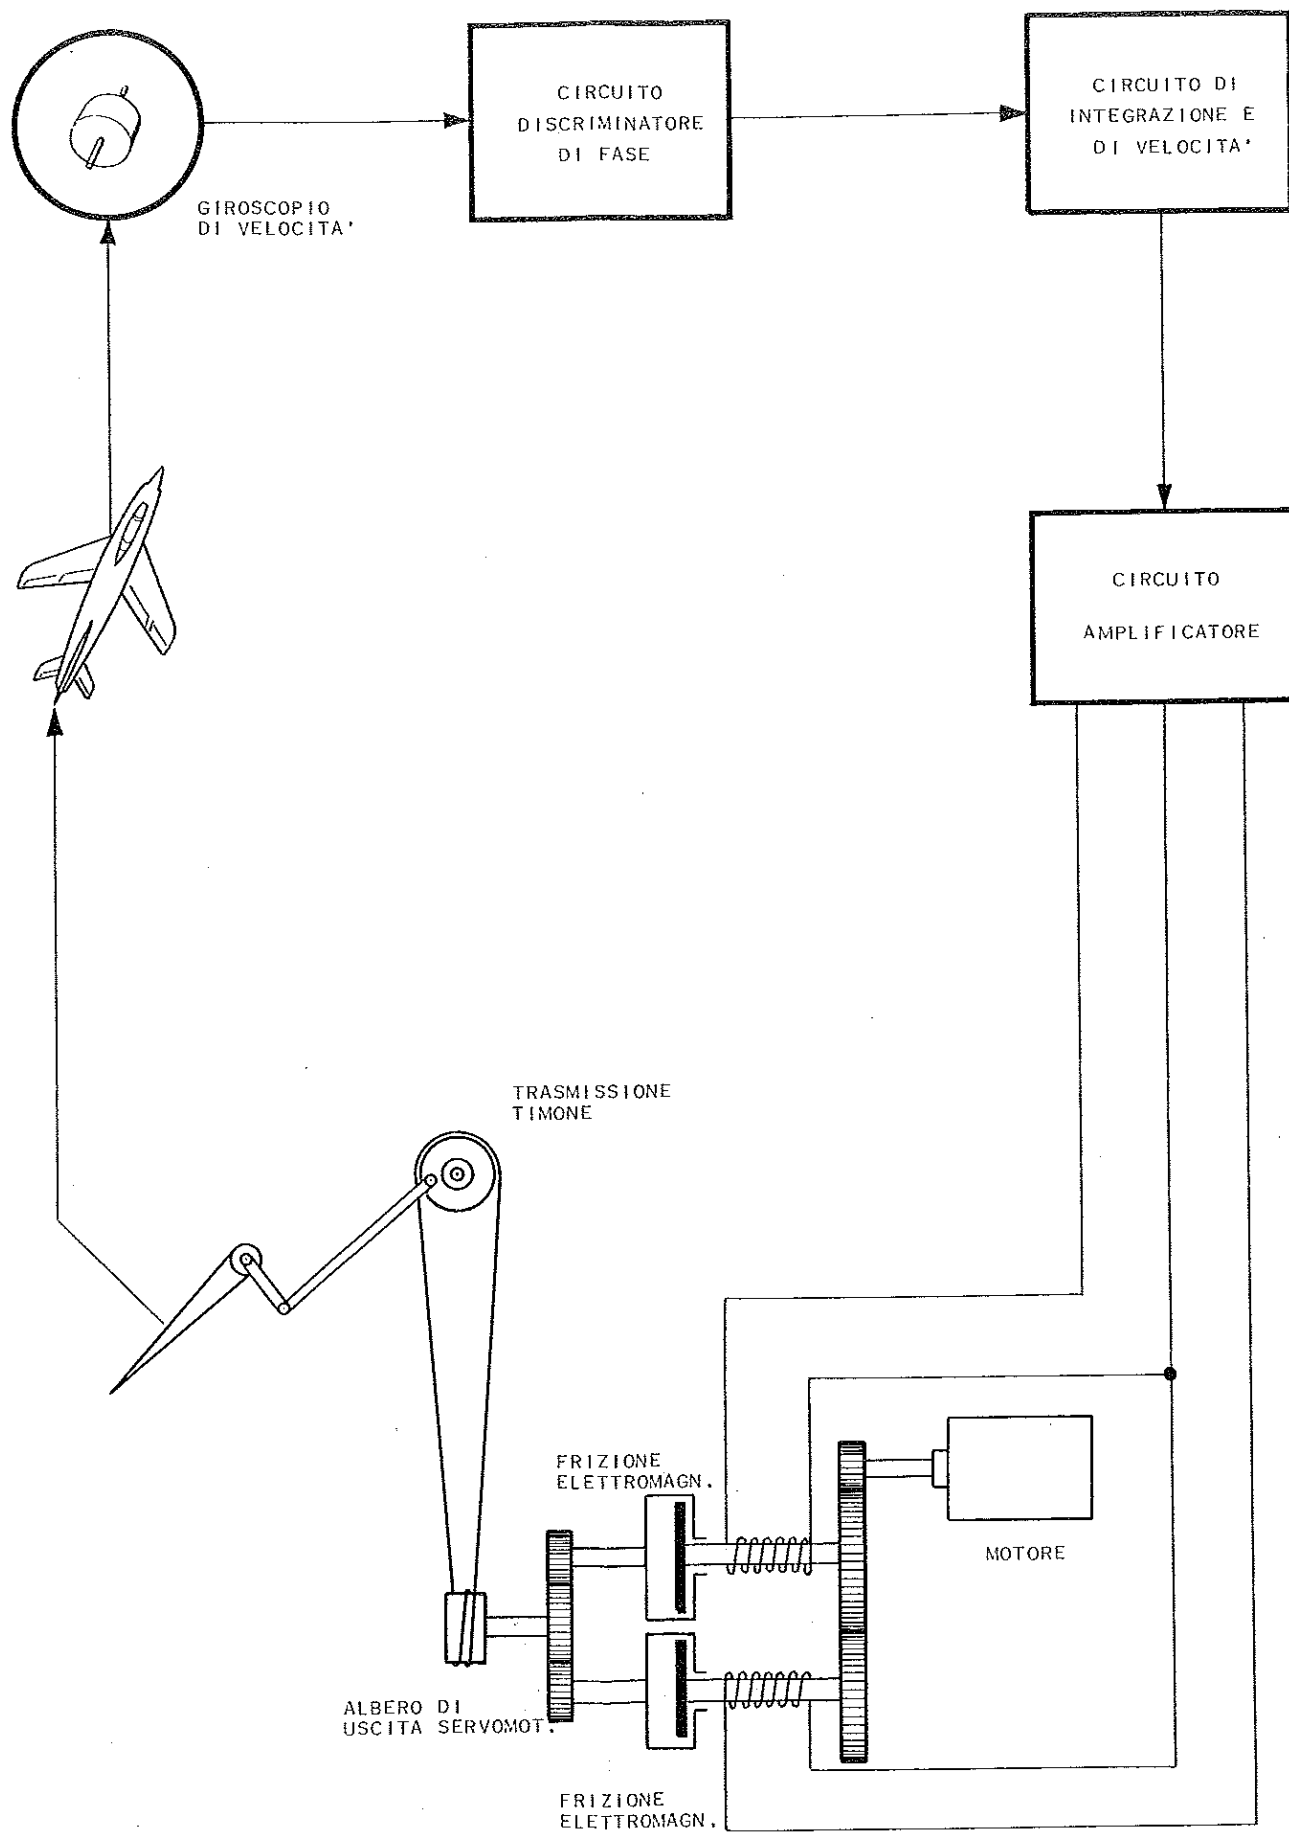 CIRCUITO
DISCRIMINATORE
DI FASE
CIRCUITO DI
INTEGRAZIONE E
DI VELOCITA'
GIROSCOPIO
DI VELOCITA'
CIRCUITO
AMPLIFICATORE
TRASMISSIONE
TIMONE
FRIZIONE
ELETTROMAGN.
MOTORE
ALBERO DI
USCITA SERVOMOT.
FRIZIONE
ELETTROMAGN.